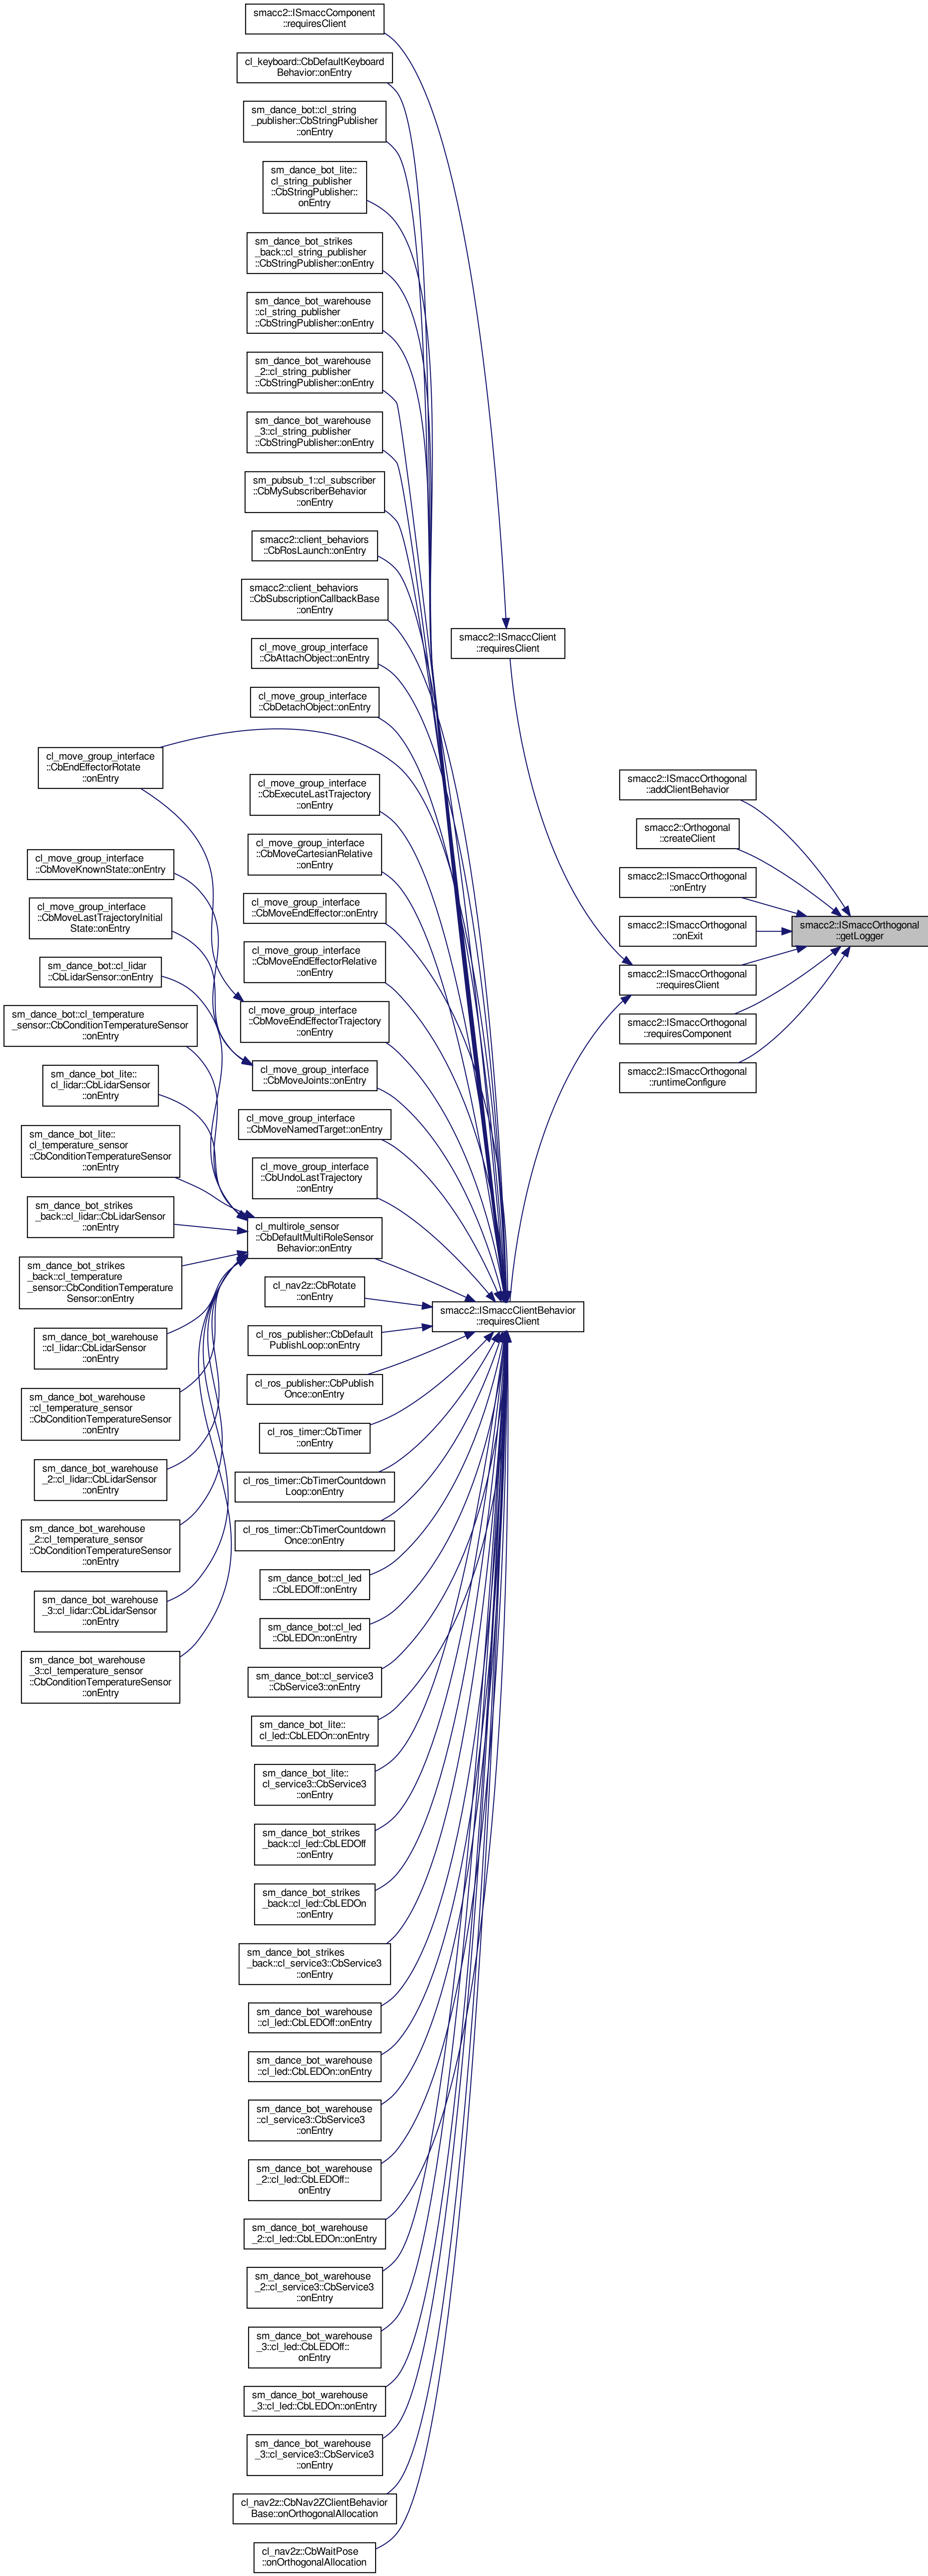 smacc2::ISmaccComponent
::requiresClient
cl_keyboard::CbDefaultKeyboard
Behavior::onEntry
sm_dance_bot::cl_string
_publisher::CbStringPublisher
::onEntry
sm_dance_bot_lite::
cl_string_publisher
::CbStringPublisher::
onEntry
sm_dance_bot_strikes
_back::cl_string_publisher
::CbStringPublisher::onEntry
sm_dance_bot_warehouse
::cl_string_publisher
::CbStringPublisher::onEntry
sm_dance_bot_warehouse
_2::cl_string_publisher
::CbStringPublisher::onEntry
sm_dance_bot_warehouse
_3::cl_string_publisher
::CbStringPublisher::onEntry
sm_pubsub_1::cl_subscriber
::CbMySubscriberBehavior
::onEntry
smacc2::client_behaviors
::CbRosLaunch::onEntry
smacc2::client_behaviors
::CbSubscriptionCallbackBase
::onEntry
cl_move_group_interface
::CbAttachObject::onEntry
cl_move_group_interface
::CbDetachObject::onEntry
cl_move_group_interface
::CbExecuteLastTrajectory
::onEntry
cl_move_group_interface
::CbMoveCartesianRelative
::onEntry
cl_move_group_interface
::CbMoveEndEffector::onEntry
cl_move_group_interface
::CbMoveEndEffectorRelative
::onEntry
cl_move_group_interface
::CbMoveEndEffectorTrajectory
::onEntry
cl_move_group_interface
::CbMoveJoints::onEntry
cl_move_group_interface
::CbMoveNamedTarget::onEntry
cl_move_group_interface
::CbUndoLastTrajectory
::onEntry
cl_multirole_sensor
::CbDefaultMultiRoleSensor
Behavior::onEntry
cl_nav2z::CbRotate
::onEntry
cl_ros_publisher::CbDefault
PublishLoop::onEntry
cl_ros_publisher::CbPublish
Once::onEntry
cl_ros_timer::CbTimer
::onEntry
cl_ros_timer::CbTimerCountdown
Loop::onEntry
cl_ros_timer::CbTimerCountdown
Once::onEntry
sm_dance_bot::cl_led
::CbLEDOff::onEntry
sm_dance_bot::cl_led
::CbLEDOn::onEntry
sm_dance_bot::cl_service3
::CbService3::onEntry
sm_dance_bot_lite::
cl_led::CbLEDOn::onEntry
sm_dance_bot_lite::
cl_service3::CbService3
::onEntry
sm_dance_bot_strikes
_back::cl_led::CbLEDOff
::onEntry
sm_dance_bot_strikes
_back::cl_led::CbLEDOn
::onEntry
sm_dance_bot_strikes
_back::cl_service3::CbService3
::onEntry
sm_dance_bot_warehouse
::cl_led::CbLEDOff::onEntry
sm_dance_bot_warehouse
::cl_led::CbLEDOn::onEntry
sm_dance_bot_warehouse
::cl_service3::CbService3
::onEntry
sm_dance_bot_warehouse
_2::cl_led::CbLEDOff::
onEntry
sm_dance_bot_warehouse
_2::cl_led::CbLEDOn::onEntry
sm_dance_bot_warehouse
_2::cl_service3::CbService3
::onEntry
sm_dance_bot_warehouse
_3::cl_led::CbLEDOff::
onEntry
sm_dance_bot_warehouse
_3::cl_led::CbLEDOn::onEntry
sm_dance_bot_warehouse
_3::cl_service3::CbService3
::onEntry
cl_nav2z::CbNav2ZClientBehavior
Base::onOrthogonalAllocation
cl_nav2z::CbWaitPose
::onOrthogonalAllocation
cl_move_group_interface
::CbEndEffectorRotate
::onEntry
cl_move_group_interface
::CbMoveKnownState::onEntry
cl_move_group_interface
::CbMoveLastTrajectoryInitial
State::onEntry
sm_dance_bot::cl_lidar
::CbLidarSensor::onEntry
sm_dance_bot::cl_temperature
_sensor::CbConditionTemperatureSensor
::onEntry
sm_dance_bot_lite::
cl_lidar::CbLidarSensor
::onEntry
sm_dance_bot_lite::
cl_temperature_sensor
::CbConditionTemperatureSensor
::onEntry
sm_dance_bot_strikes
_back::cl_lidar::CbLidarSensor
::onEntry
sm_dance_bot_strikes
_back::cl_temperature
_sensor::CbConditionTemperature
Sensor::onEntry
sm_dance_bot_warehouse
::cl_lidar::CbLidarSensor
::onEntry
sm_dance_bot_warehouse
::cl_temperature_sensor
::CbConditionTemperatureSensor
::onEntry
sm_dance_bot_warehouse
_2::cl_lidar::CbLidarSensor
::onEntry
sm_dance_bot_warehouse
_2::cl_temperature_sensor
::CbConditionTemperatureSensor
::onEntry
sm_dance_bot_warehouse
_3::cl_lidar::CbLidarSensor
::onEntry
sm_dance_bot_warehouse
_3::cl_temperature_sensor
::CbConditionTemperatureSensor
::onEntry
smacc2::ISmaccClient
::requiresClient
smacc2::ISmaccClientBehavior
::requiresClient
smacc2::ISmaccOrthogonal
::addClientBehavior
smacc2::Orthogonal
::createClient
smacc2::ISmaccOrthogonal
::onEntry
smacc2::ISmaccOrthogonal
::onExit
smacc2::ISmaccOrthogonal
::requiresClient
smacc2::ISmaccOrthogonal
::requiresComponent
smacc2::ISmaccOrthogonal
::runtimeConfigure
smacc2::ISmaccOrthogonal
::getLogger